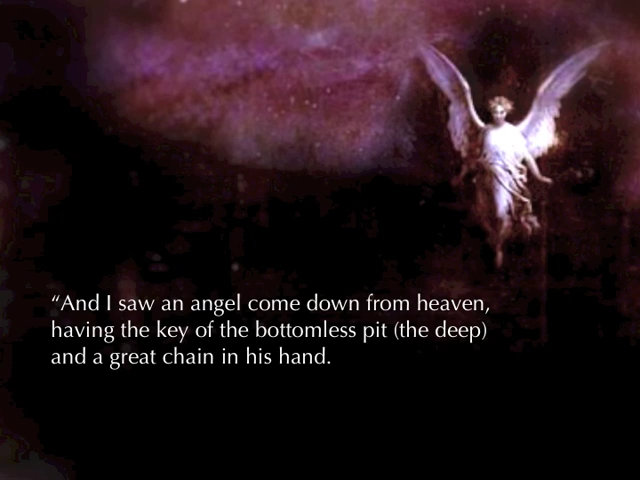 “And I saw an angel come down from heaven,
having the key of the bottomless pit (the deep)
and a great chain in his hand.